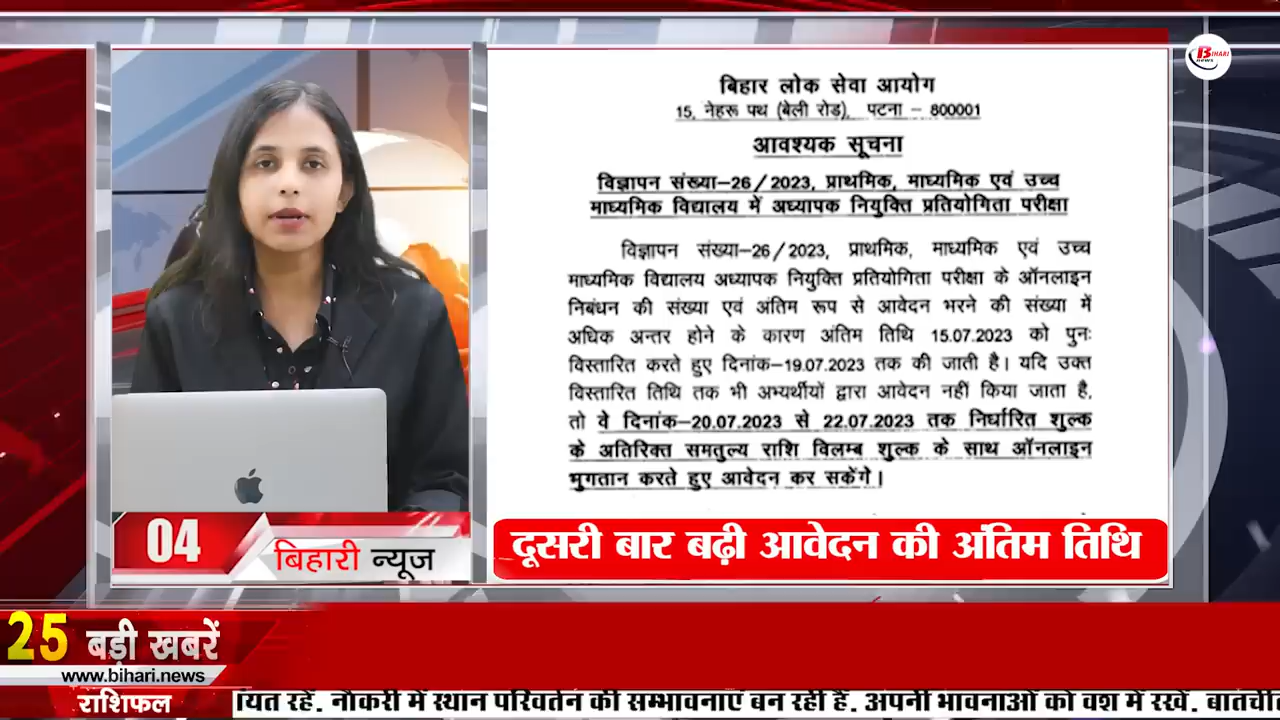 BIHARI
news
बिहार लोक सेवा आयोग
15, नेहरू पथ (बेली रोड), पटना – 800001
आवश्यक सूचना
विज्ञापन संख्या–26/2023, प्राथमिक, माध्यमिक एवं उच्च
माध्यमिक विद्यालय में अध्यापक नियुक्ति प्रतियोगिता परीक्षा
विज्ञापन संख्या–26/2023, प्राथमिक, माध्यमिक एवं उच्च
माध्यमिक विद्यालय अध्यापक नियुक्ति प्रतियोगिता परीक्षा के ऑनलाइन
निबंधन की संख्या एवं अंतिम रूप से आवेदन भरने की संख्या में
अधिक अन्तर होने के कारण अंतिम तिथि 15.07.2023 को पुनः
विस्तारित करते हुए दिनांक–19.07.2023 तक की जाती है। यदि उक्त
विस्तारित तिथि तक भी अभ्यर्थीयों द्वारा आवेदन नहीं किया जाता है,
तो वे दिनांक–20.07.2023 से 22.07.2023 तक निर्धारित शुल्क
के अतिरिक्त समतुल्य राशि विलम्ब शुल्क के साथ ऑनलाइन
भुगतान करते हुए आवेदन कर सकेंगे।
04
बिहारी न्यूज
दूसरी बार बढ़ी आवेदन की अंतिम तिथि
25 बड़ी खबरें
www.bihari.news
राशिफल
यित रहें. नौकरी में स्थान परिवर्तन की सम्भावनाएं बन रही हैं. अपनी भावनाओं को वश में रखें. बातची